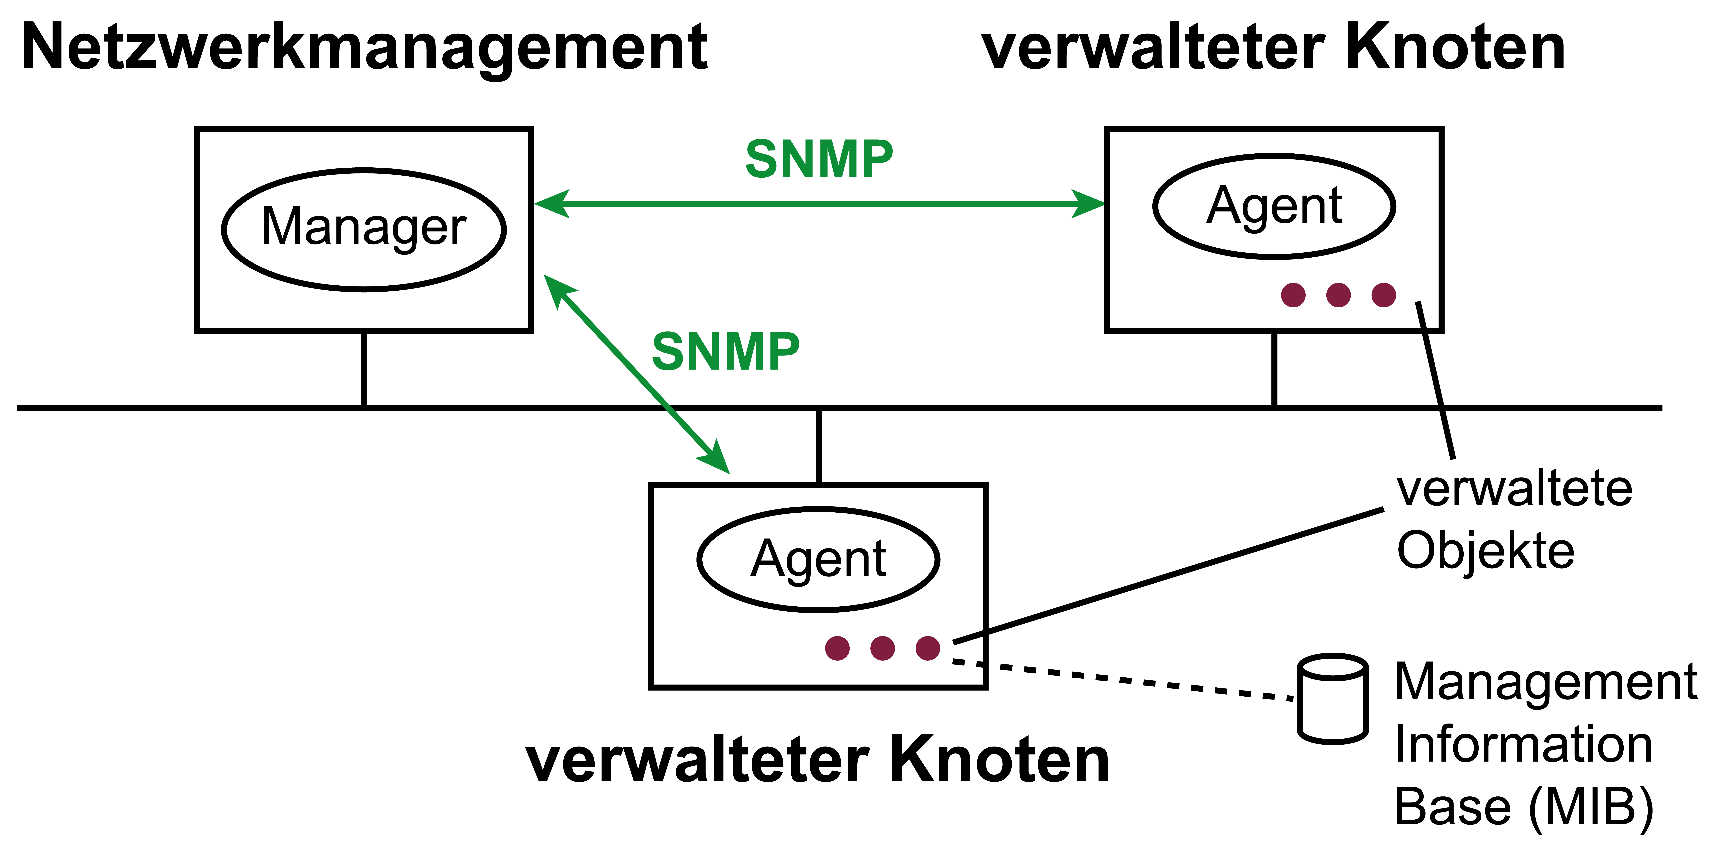 Netzwerkmanagement
verwalteter Knoten
SNMP
Manager
Agent
SNMP
verwaltete
Objekte
Agent
Management
Information
Base (MIB)
verwalteter Knoten